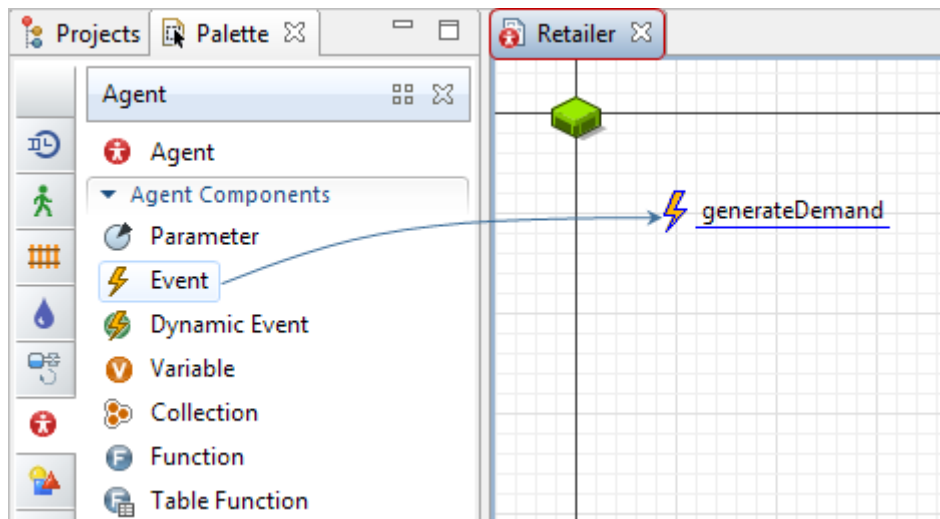 Projects
Palette
Retailer
Agent
Agent
Agent Components
Parameter
Event
Dynamic Event
Variable
Collection
Function
Table Function
generateDemand